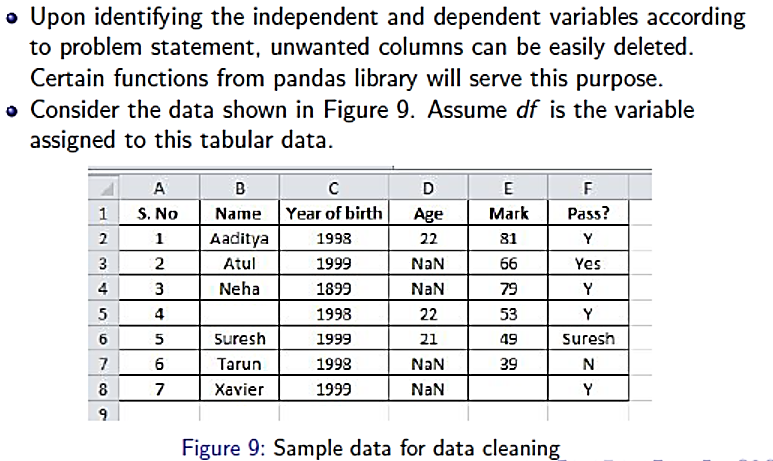 Upon identifying the independent and dependent variables according
to problem statement, unwanted columns can be easily deleted.
Certain functions from pandas library will serve this purpose.
Consider the data shown in Figure 9. Assume df is the variable
assigned to this tabular data.
A B C D E F
1 S. No Name Year of birth Age Mark Pass?
2 1 Aaditya 1998 22 81 Y
3 2 Atul 1999 NaN 66 Yes
4 3 Neha 1899 NaN 79 Y
5 4 1998 22 53 Y
6 5 Suresh 1999 21 49 Suresh
7 6 Tarun 1998 NaN 39 N
8 7 Xavier 1999 NaN Y
9
Figure 9: Sample data for data cleaning